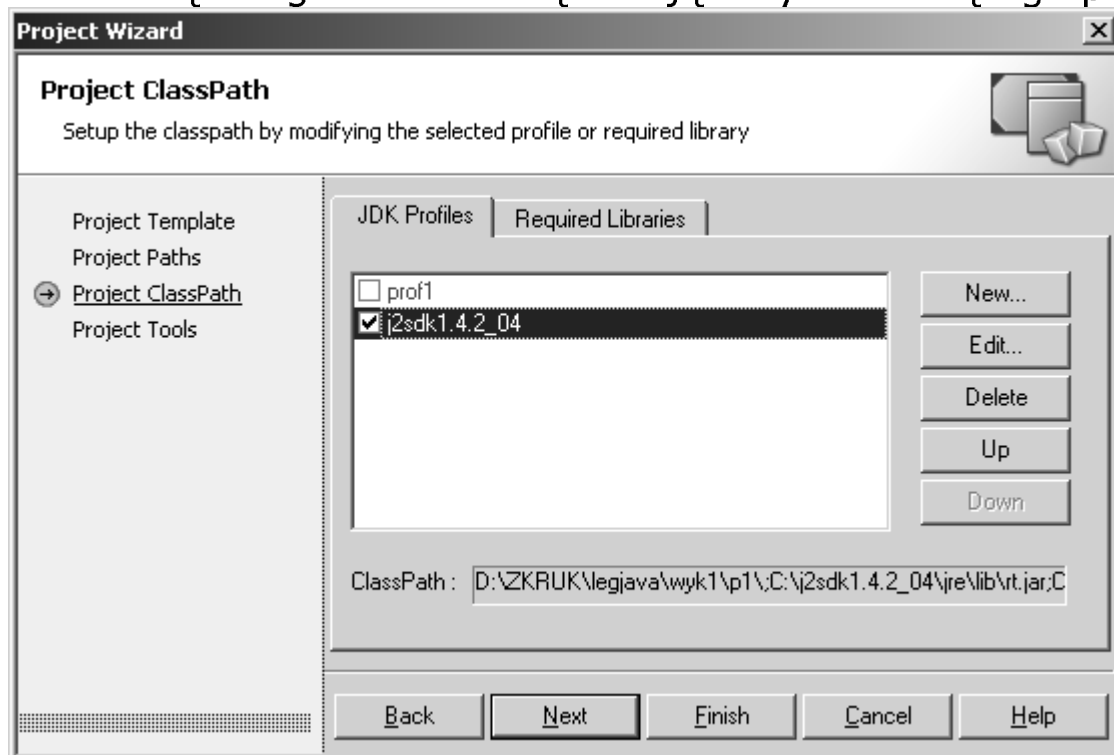 Project Wizard
Project ClassPath
Setup the classpath by modifying the selected profile or required library
Project Template
Project Paths
Project ClassPath
Project Tools
JDK Profiles
Required Libraries
prof1
j2sdk1.4.2_04
New...
Edit...
Delete
Up
Down
ClassPath : D:\ZKRUK\legjava\wyk1\p1\;C:\j2sdk1.4.2_04\jre\lib\rt.jar;C
Back
Next
Finish
Cancel
Help